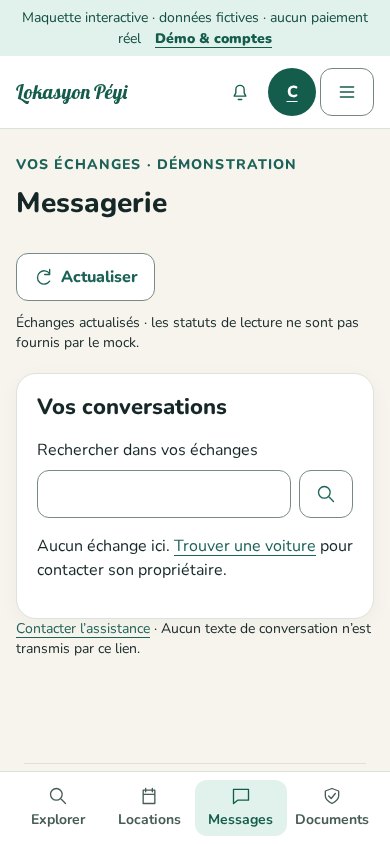 Maquette interactive · données fictives · aucun paiement
réel Démo & comptes
Lokasyon Péyi
C
VOS ÉCHANGES · DÉMONSTRATION
Messagerie
Actualiser
Échanges actualisés · les statuts de lecture ne sont pas
fournis par le mock.
Vos conversations
Rechercher dans vos échanges
Aucun échange ici. Trouver une voiture pour
contacter son propriétaire.
Contacter l’assistance · Aucun texte de conversation n’est
transmis par ce lien.
Explorer
Locations
Messages
Documents